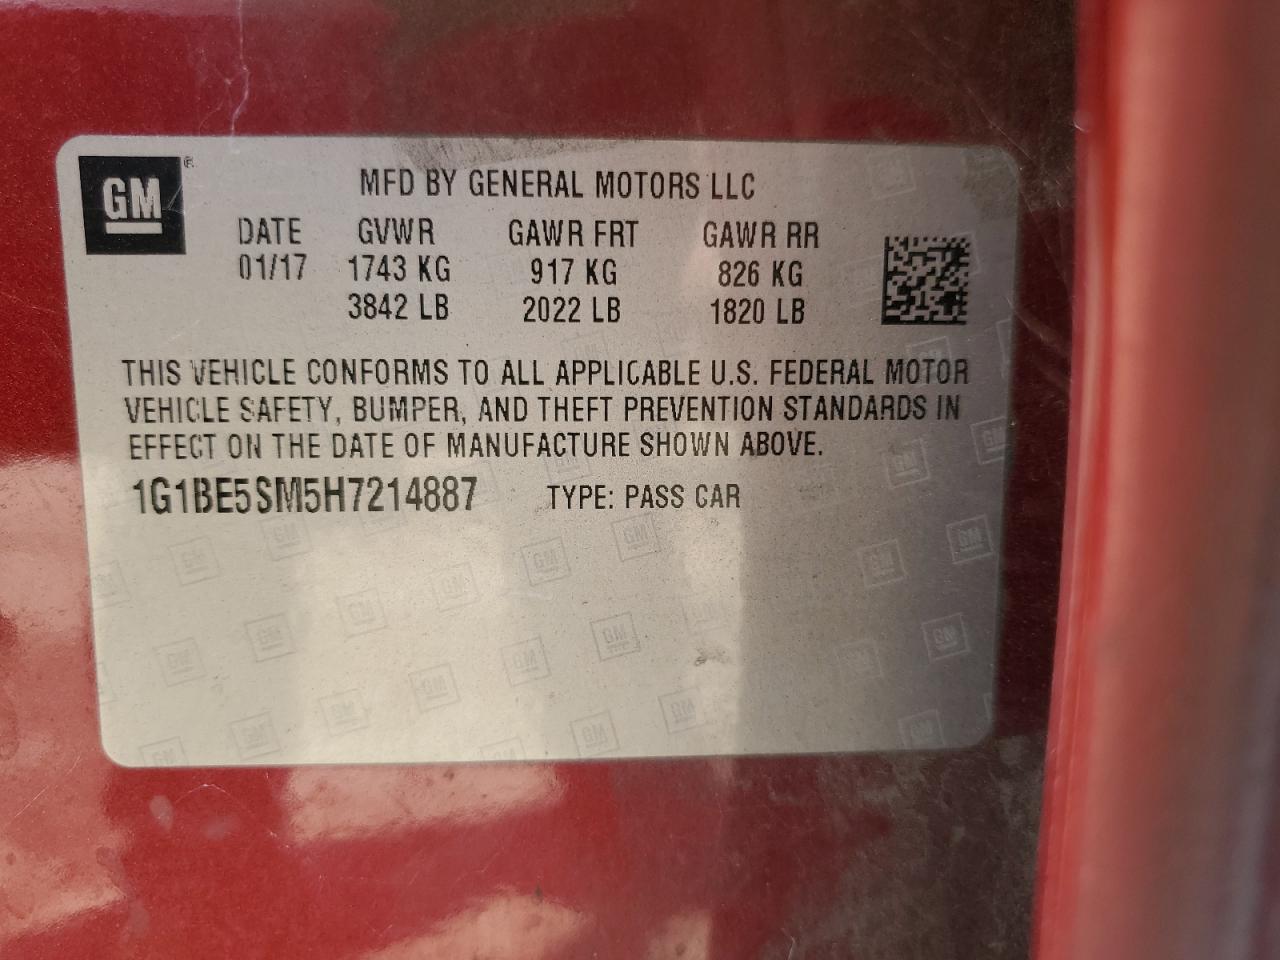 GM®
MFD BY GENERAL MOTORS LLC
DATE GVWR GAWR FRT GAWR RR
01/17 1743 KG 917 KG 826 KG
3842 LB 2022 LB 1820 LB
THIS VEHICLE CONFORMS TO ALL APPLICABLE U.S. FEDERAL MOTOR
VEHICLE SAFETY, BUMPER, AND THEFT PREVENTION STANDARDS IN
EFFECT ON THE DATE OF MANUFACTURE SHOWN ABOVE.
1G1BE5SM5H7214887 TYPE: PASS CAR